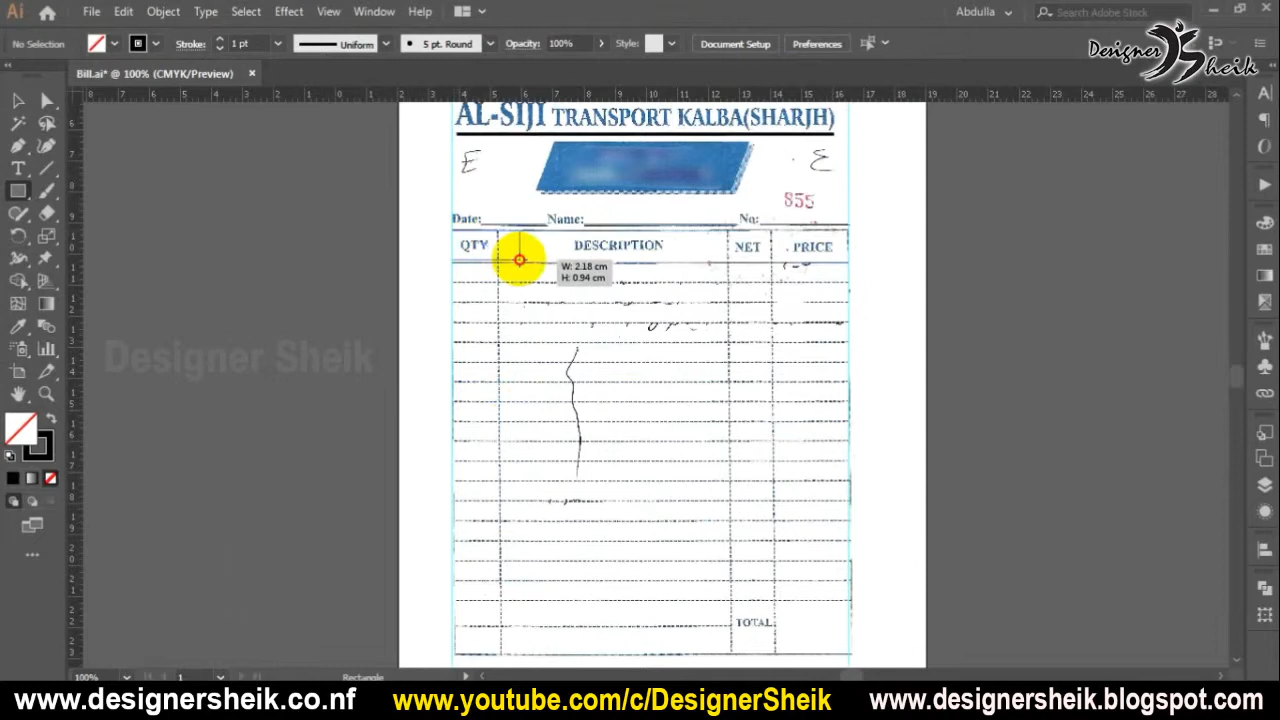 Ai File Edit Object Type Select Effect View Window Help Abdulla Search Adobe Stock
No Selection Stroke: 1 pt Uniform 5 pt. Round Opacity: 100% Style: Document Setup Preferences
Designer Sheik
Bill.ai* @ 100% (CMYK/Preview) ×
AL-SIJI TRANSPORT KALBA(SHARJH)
E
855
Date: Name: No:
QTY DESCRIPTION NET PRICE
W: 2.18 cm
H: 0.94 cm
Designer Sheik
TOTAL
100% 1 Rectangle
www.designersheik.co.nf www.youtube.com/c/DesignerSheik www.designersheik.blogspot.com